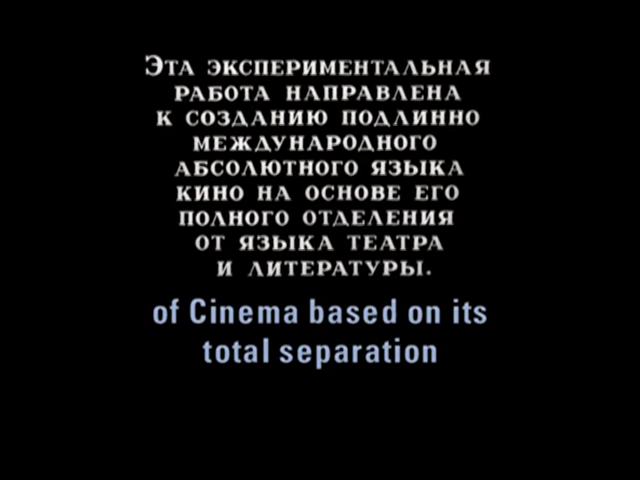 Эта экспериментальная
работа направлена
к созданию подлинно
международного
абсолютного языка
кино на основе его
полного отделения
от языка театра
и литературы.
of Cinema based on its
total separation